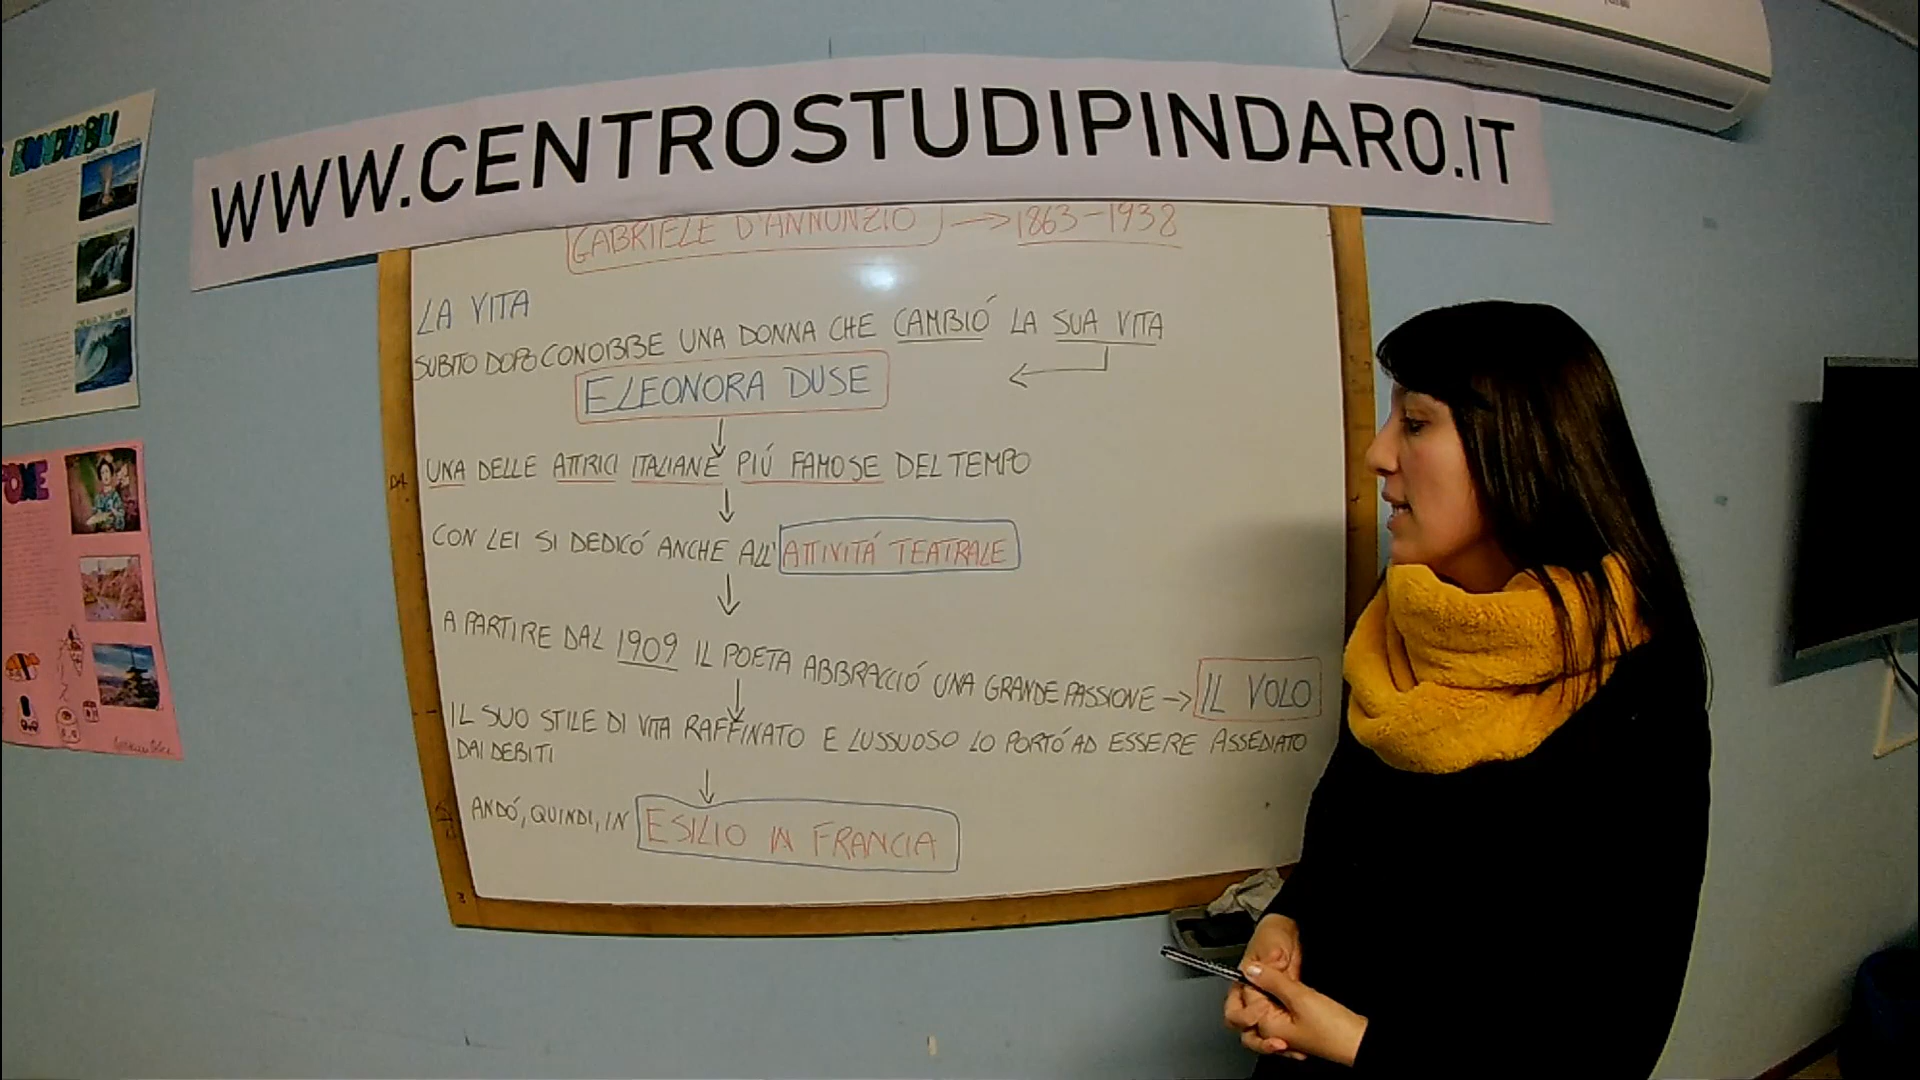 WWW.CENTROSTUDIPINDARO.IT
GABRIELE D'ANNUNZIO → 1863-1938
LA VITA
SUBITO DOPO CONOBBE UNA DONNA CHE CAMBIÓ LA SUA VITA
ELEONORA DUSE
UNA DELLE ATTRICI ITALIANE PIÚ FAMOSE DEL TEMPO
CON LEI SI DEDICÓ ANCHE ALL'ATTIVITÁ TEATRALE
A PARTIRE DAL 1909 IL POETA ABBRACCIÓ UNA GRANDE PASSIONE → IL VOLO
IL SUO STILE DI VITA RAFFINATO E LUSSUOSO LO PORTÓ AD ESSERE ASSEDIATO
DAI DEBITI
ANDÓ, QUINDI, IN ESILIO IN FRANCIA